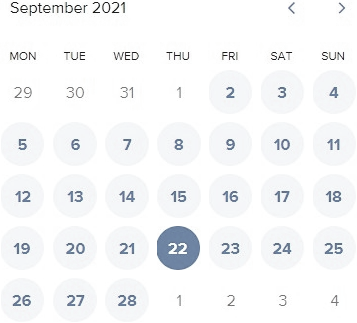 September 2021
MON TUE WED THU FRI SAT SUN
29 30 31 1 2 3 4
5 6 7 8 9 10 11
12 13 14 15 16 17 18
19 20 21 22 23 24 25
26 27 28 1 2 3 4